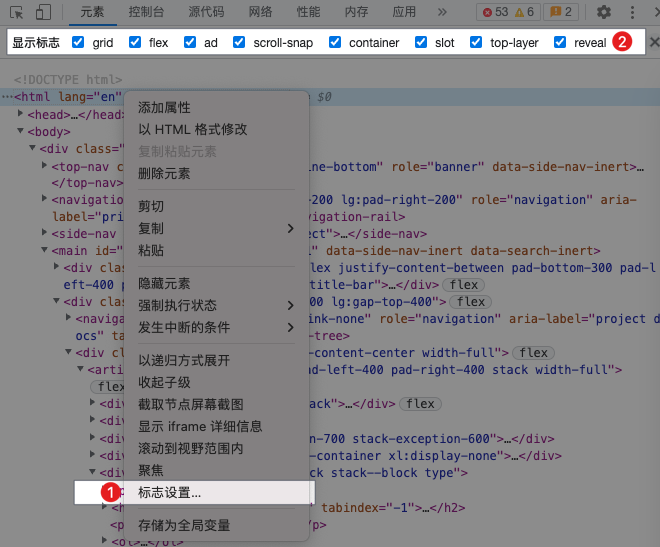 元素 控制台 源代码 网络 性能 内存 应用 » 53 6 2
显示标志 grid flex ad scroll-snap container slot top-layer reveal 2
<!DOCTYPE html>
···<html lang="en" $0
<head>…</head>
<body>
<div class="
<top-nav c ine-bottom" role="banner" data-side-nav-inert>…
</top-nav>
<navigation -200 lg:pad-right-200" role="navigation" aria-
label="pri vigation-rail>
<side-nav ect">…</side-nav>
<main id=" l" data-side-nav-inert data-search-inert>
<div clas lex justify-content-between pad-bottom-300 pad-l
eft-400 p title-bar">…</div> flex
<div clas 00 lg:gap-top-400"> flex
<naviga ink-none" role="navigation" aria-label="project d
ocs" ta -tree>
<div cl -content-center width-full"> flex
<arti ad-left-400 pad-right-400 stack width-full">
flex
<div ack">…</div> flex
<div
<div n-700 stack-exception-600">…</div>
<div -container xl:display-none">…</div>
<div ck stack--block type">
<h tabindex="-1">…</h2>
<p /p>
<ol>…</ol>
添加属性
以 HTML 格式修改
复制粘贴元素
删除元素
剪切
复制
粘贴
隐藏元素
强制执行状态
发生中断的条件
以递归方式展开
收起子级
截取节点屏幕截图
显示 iframe 详细信息
滚动到视野范围内
聚焦
1 标志设置...
存储为全局变量